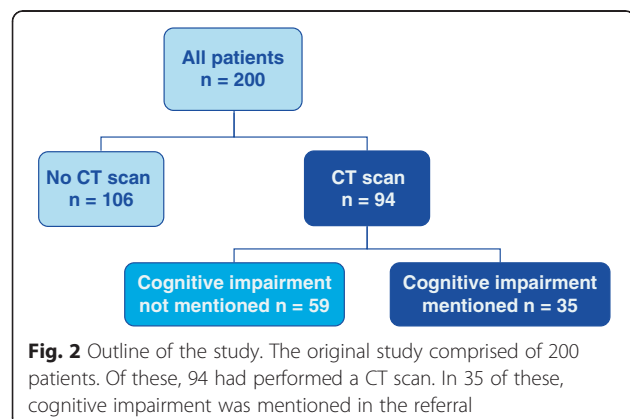 All patients
n = 200
No CT scan
n = 106
CT scan
n = 94
Cognitive impairment
not mentioned n = 59
Cognitive impairment
mentioned n = 35
Fig. 2 Outline of the study. The original study comprised of 200
patients. Of these, 94 had performed a CT scan. In 35 of these,
cognitive impairment was mentioned in the referral